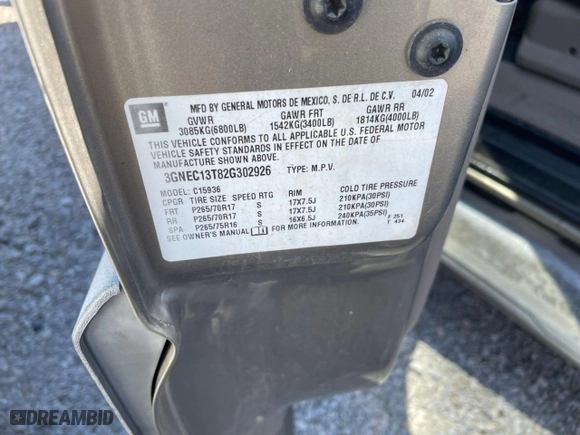 GM
MFD BY GENERAL MOTORS DE MEXICO, S. DE R.L. DE C.V. 04/02
GVWR GAWR FRT GAWR RR
3085KG(6800LB) 1542KG(3400LB) 1814KG(4000LB)
THIS VEHICLE CONFORMS TO ALL APPLICABLE U.S. FEDERAL MOTOR
VEHICLE SAFETY STANDARDS IN EFFECT ON THE DATE OF
MANUFACTURE SHOWN ABOVE.
3GNEC13T82G302926 TYPE: M.P.V.
MODEL: C15936
CPGR TIRE SIZE SPEED RTG RIM COLD TIRE PRESSURE
FRT P265/70R17 S 17X7.5J 210KPA(30PSI)
RR P265/70R17 S 17X7.5J 210KPA(30PSI)
SPA P265/75R16 S 16X6.5J 240KPA(35PSI)
SEE OWNER'S MANUAL FOR MORE INFORMATION.
F 251
T 434
DREAMBID